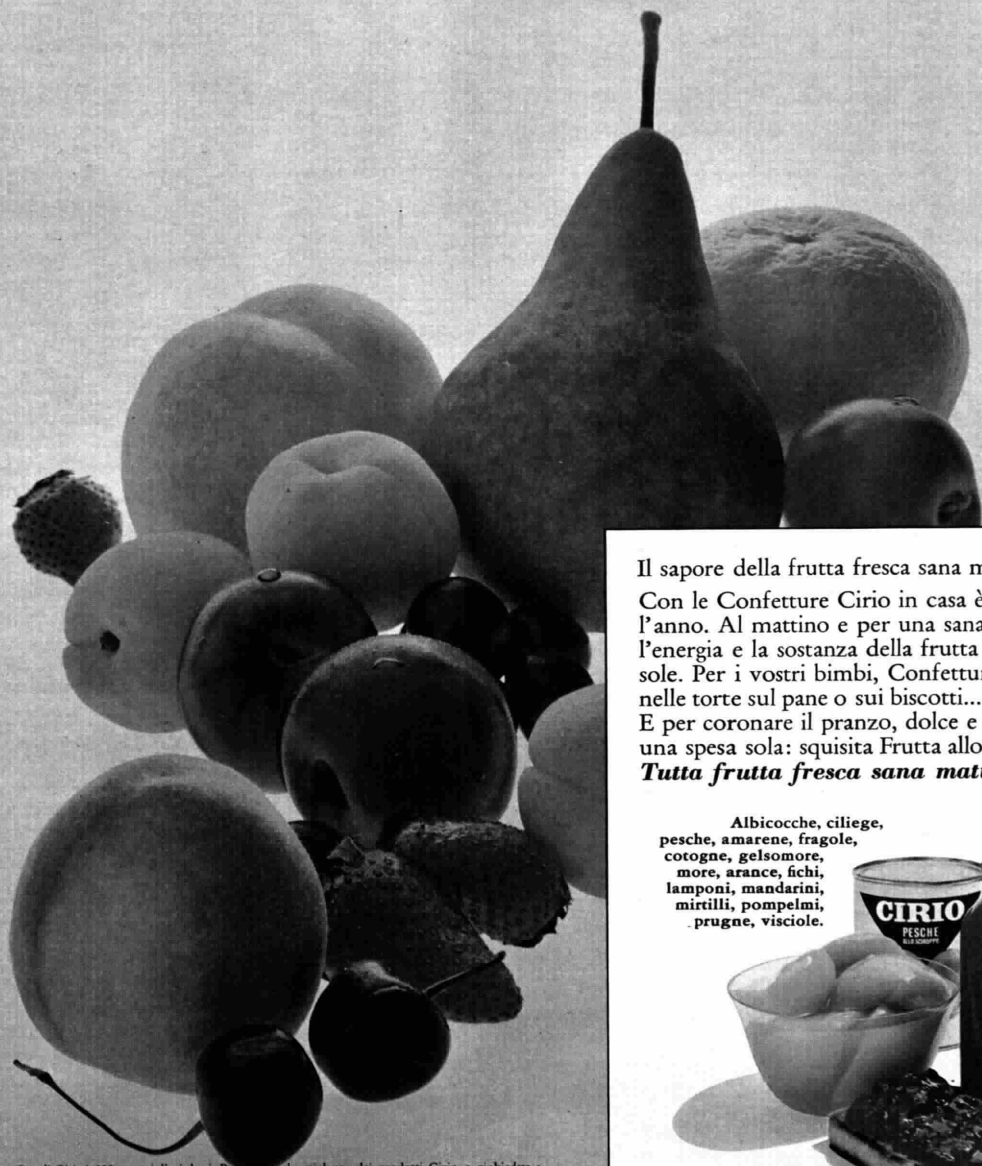 Il sapore della frutta fresca sana m
Con le Confetture Cirio in casa è
l'anno. Al mattino e per una sana
l'energia e la sostanza della frutta
sole. Per i vostri bimbi, Confettur
nelle torte sul pane o sui biscotti...
E per coronare il pranzo, dolce e
una spesa sola: squisita Frutta allo
Tutta frutta fresca sana matu
Albicocche, ciliege,
pesche, amarene, fragole,
cotogne, gelsomore,
more, arance, fichi,
lamponi, mandarini,
mirtilli, pompelmi,
prugne, visciole.
CIRIO
PESCHE
ALLO SCIROPPO